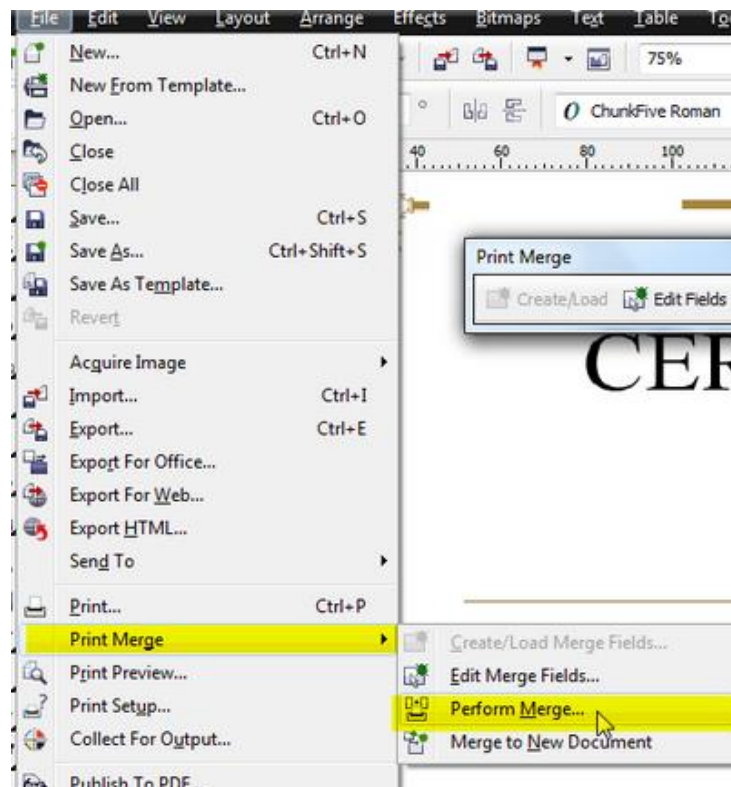 File Edit View Layout Arrange Effects Bitmaps Text Table
New... Ctrl+N
New From Template...
Open... Ctrl+O
Close
Close All
Save... Ctrl+S
Save As... Ctrl+Shift+S
Save As Template...
Revert
Acquire Image
Import... Ctrl+I
Export... Ctrl+E
Export For Office...
Export For Web...
Export HTML...
Send To
Print... Ctrl+P
Print Merge
Print Preview...
Print Setup...
Collect For Output...
Publish To PDF...
75%
O ChunkFive Roman
40 60 80 100
Print Merge
Create/Load Edit Fields
CER
Create/Load Merge Fields...
Edit Merge Fields...
Perform Merge...
Merge to New Document